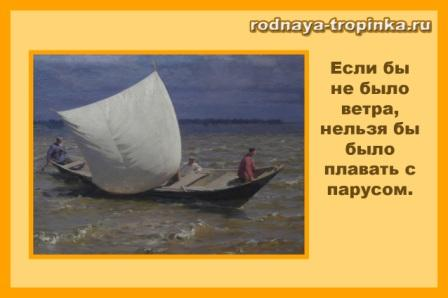 rodnaya-tropinka.ru
Если бы
не было
ветра,
нельзя бы
было
плавать с
парусом.